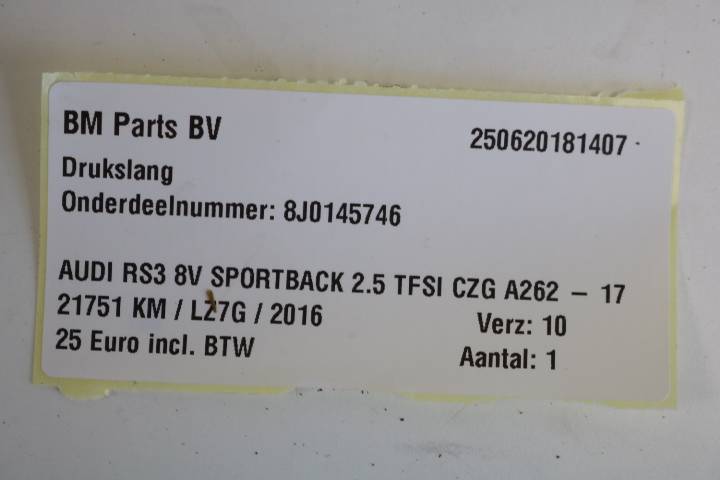 BM Parts BV
250620181407
Drukslang
Onderdeelnummer: 8J0145746
AUDI RS3 8V SPORTBACK 2.5 TFSI CZG A262 – 17
21751 KM / LZ7G / 2016
Verz: 10
25 Euro incl. BTW
Aantal: 1